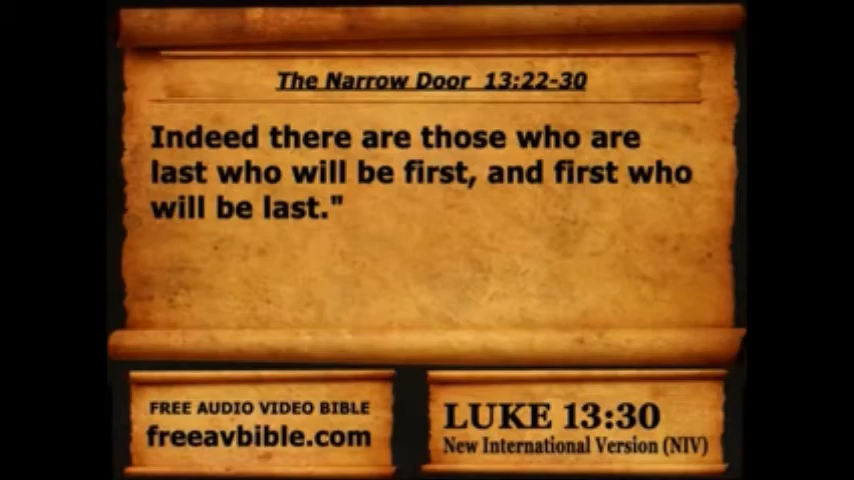 The Narrow Door 13:22-30
Indeed there are those who are
last who will be first, and first who
will be last."
FREE AUDIO VIDEO BIBLE
freeavbible.com
LUKE 13:30
New International Version (NIV)